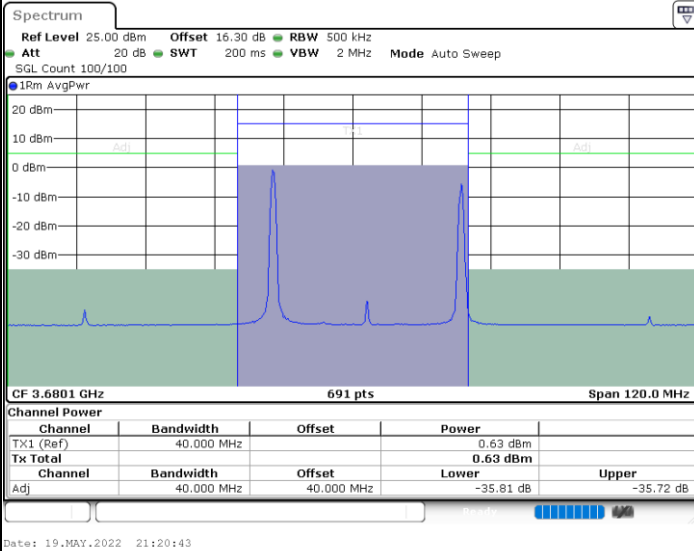 Spectrum
Ref Level 25.00 dBm Offset 16.30 dB RBW 500 kHz
Att 20 dB SWT 200 ms VBW 2 MHz Mode Auto Sweep
SGL Count 100/100
1Rm AvgPwr
20 dBm
TX1
10 dBm
Adj Adj
0 dBm
-10 dBm
-20 dBm
-30 dBm
CF 3.6801 GHz 691 pts Span 120.0 MHz
Channel Power
Channel Bandwidth Offset Power
TX1 (Ref) 40.000 MHz 0.63 dBm
Tx Total 0.63 dBm
Channel Bandwidth Offset Lower Upper
Adj 40.000 MHz 40.000 MHz -35.81 dB -35.72 dB
Ready
Date: 19.MAY.2022 21:20:43